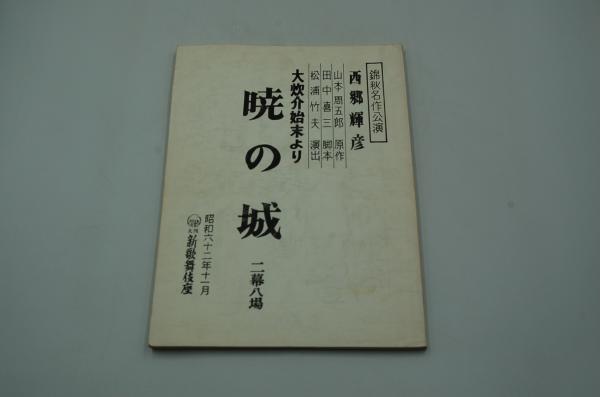 錦秋名作公演
西郷輝彦
山本周五郎 原作
田中喜三 脚本
松浦竹夫 演出
大炊介始末より
暁の城
二幕八場
昭和六十二年十一月
大阪 新歌舞伎座